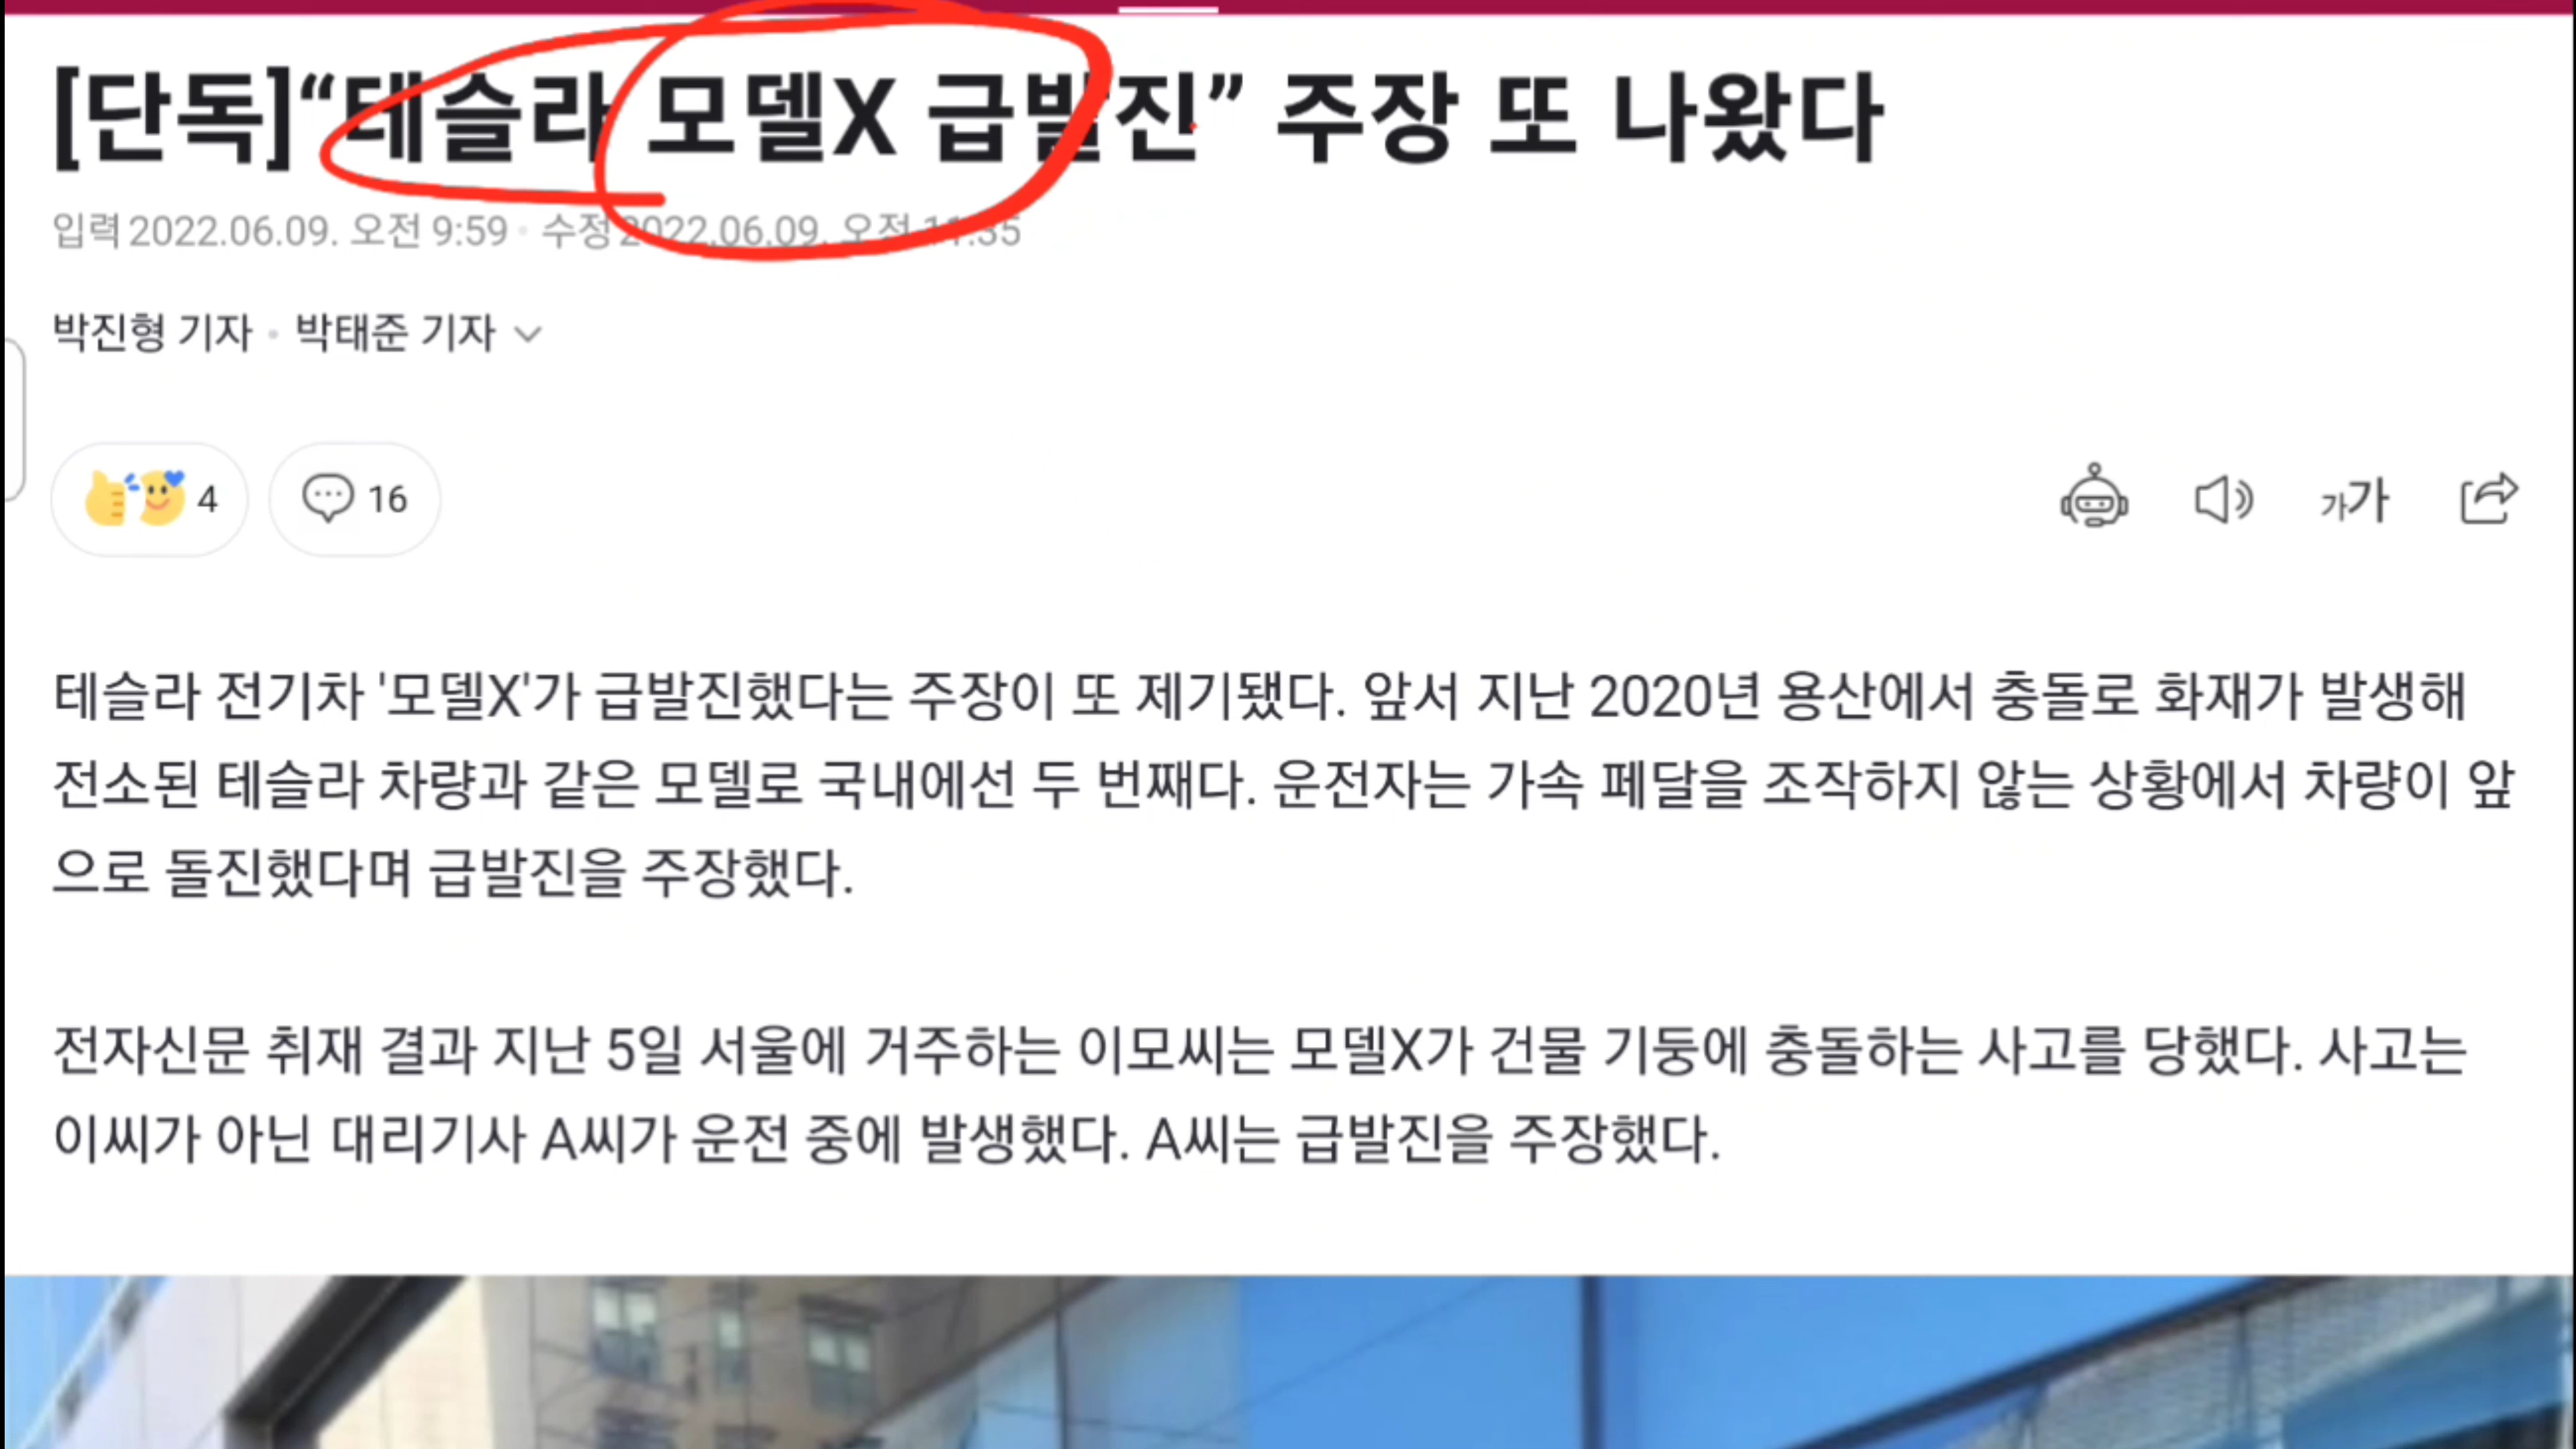 [단독]“테슬라 모델X 급발진” 주장 또 나왔다
입력 2022.06.09. 오전 9:59 · 수정 2022.06.09. 오전 11:35
박진형 기자 · 박태준 기자
4 16 가가
테슬라 전기차 '모델X'가 급발진했다는 주장이 또 제기됐다. 앞서 지난 2020년 용산에서 충돌로 화재가 발생해
전소된 테슬라 차량과 같은 모델로 국내에선 두 번째다. 운전자는 가속 페달을 조작하지 않는 상황에서 차량이 앞
으로 돌진했다며 급발진을 주장했다.
전자신문 취재 결과 지난 5일 서울에 거주하는 이모씨는 모델X가 건물 기둥에 충돌하는 사고를 당했다. 사고는
이씨가 아닌 대리기사 A씨가 운전 중에 발생했다. A씨는 급발진을 주장했다.